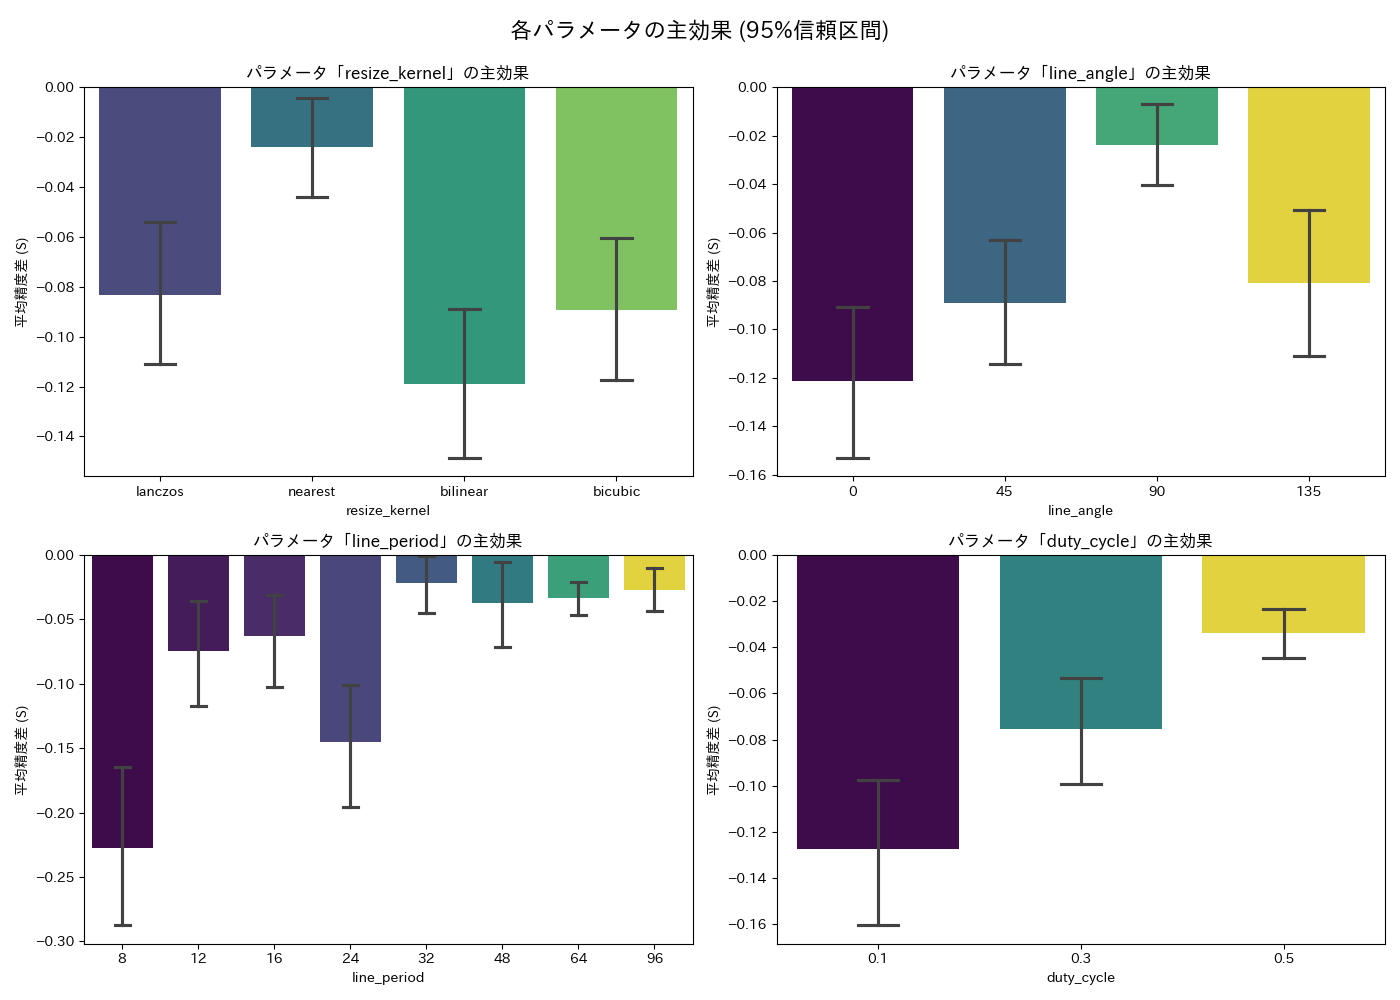 各パラメータの主効果 (95%信頼区間)
パラメータ「resize_kernel」の主効果
平均精度差 (S)
0.00
−0.02
−0.04
−0.06
−0.08
−0.10
−0.12
−0.14
lanczos nearest bilinear bicubic
resize_kernel
パラメータ「line_angle」の主効果
平均精度差 (S)
0.00
−0.02
−0.04
−0.06
−0.08
−0.10
−0.12
−0.14
−0.16
0 45 90 135
line_angle
パラメータ「line_period」の主効果
平均精度差 (S)
0.00
−0.05
−0.10
−0.15
−0.20
−0.25
−0.30
8 12 16 24 32 48 64 96
line_period
パラメータ「duty_cycle」の主効果
平均精度差 (S)
0.00
−0.02
−0.04
−0.06
−0.08
−0.10
−0.12
−0.14
−0.16
0.1 0.3 0.5
duty_cycle